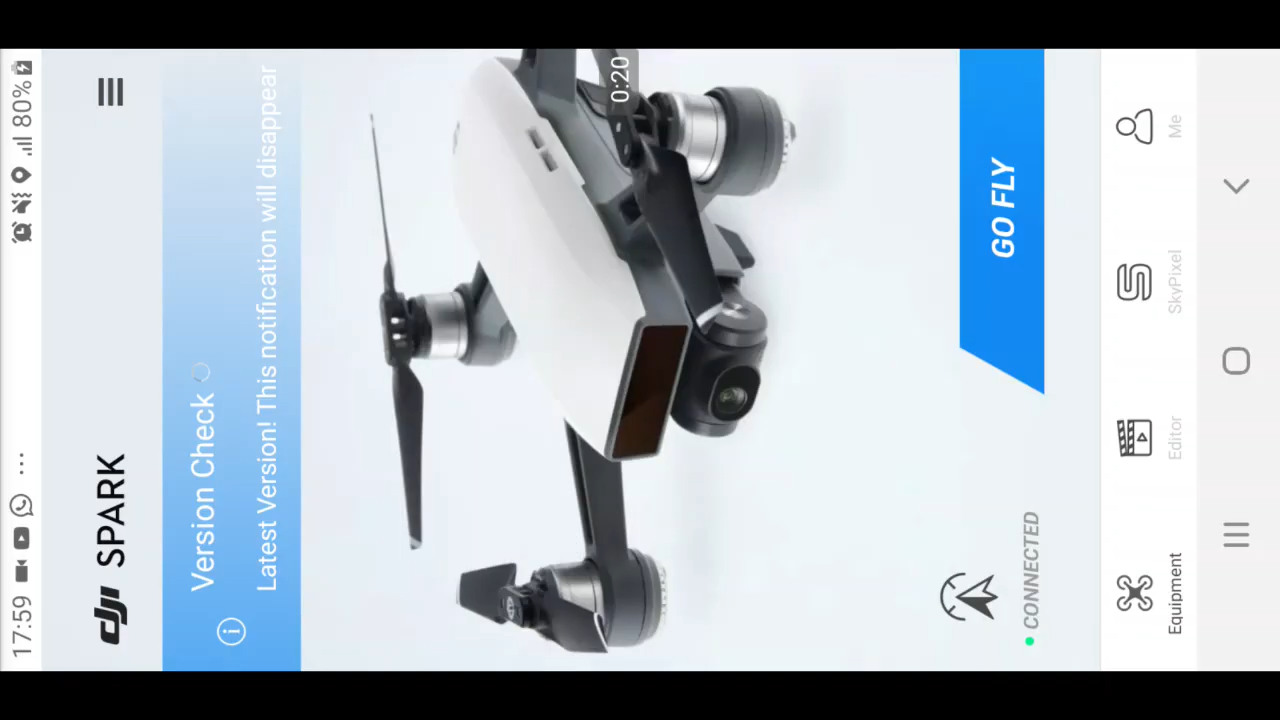 17:59
80%
dji SPARK
Version Check
Latest Version! This notification will disappear
0:20
CONNECTED
GO FLY
Equipment
Editor
SkyPixel
Me